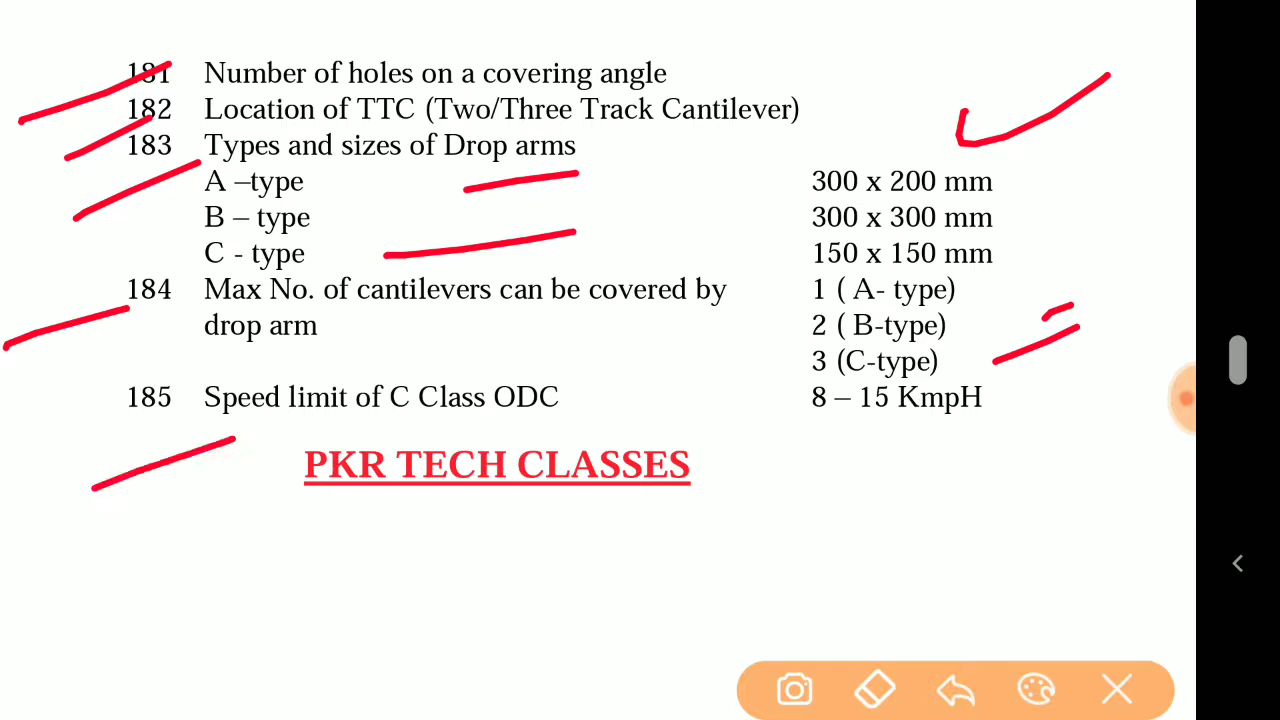 181 Number of holes on a covering angle
182 Location of TTC (Two/Three Track Cantilever)
183 Types and sizes of Drop arms
A –type 300 x 200 mm
B – type 300 x 300 mm
C - type 150 x 150 mm
184 Max No. of cantilevers can be covered by 1 ( A- type)
drop arm 2 ( B-type)
3 (C-type)
185 Speed limit of C Class ODC 8 – 15 KmpH
PKR TECH CLASSES